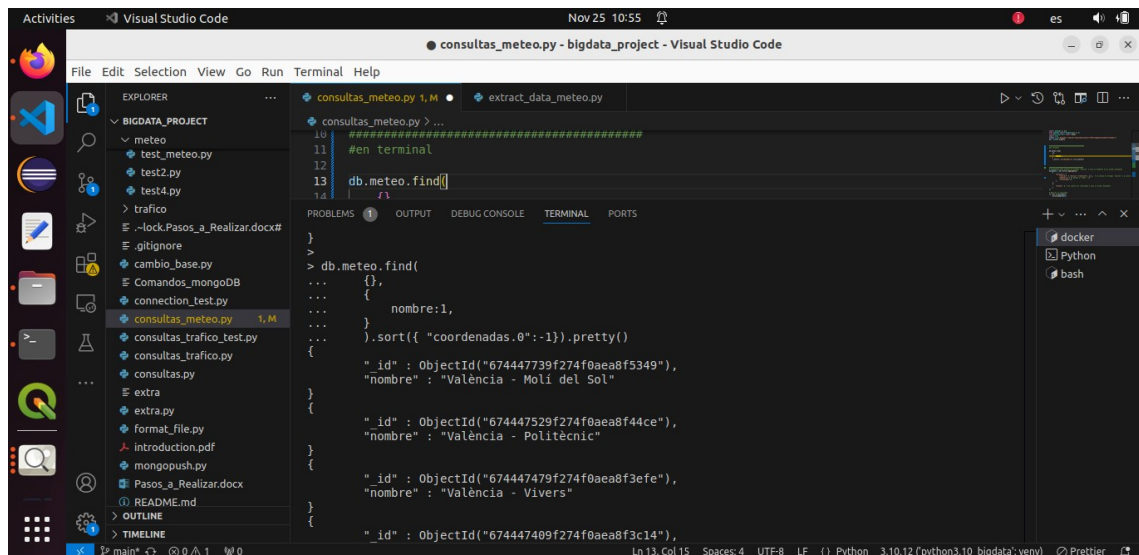 Activities
Visual Studio Code
Nov 25 10:55
es
● consultas_meteo.py - bigdata_project - Visual Studio Code
File Edit Selection View Go Run Terminal Help
EXPLORER
BIGDATA_PROJECT
meteo
test_meteo.py
test2.py
test4.py
trafico
.~lock.Pasos_a_Realizar.docx#
.gitignore
cambio_base.py
Comandos_mongoDB
connection_test.py
consultas_meteo.py 1, M
consultas_trafico_test.py
consultas_trafico.py
consultas.py
extra
extra.py
format_file.py
introduction.pdf
mongopush.py
Pasos_a_Realizar.docx
README.md
OUTLINE
TIMELINE
consultas_meteo.py 1, M ●
extract_data_meteo.py
consultas_meteo.py > ...
10 ##########################################
11 #en terminal
12
13 db.meteo.find(
14 {}
PROBLEMS 1 OUTPUT DEBUG CONSOLE TERMINAL PORTS
}
>
> db.meteo.find(
... {},
... {
... nombre:1,
... }
... ).sort({ "coordenadas.0":-1}).pretty()
{
"_id" : ObjectId("674447739f274f0aea8f5349"),
"nombre" : "València - Molí del Sol"
}
{
"_id" : ObjectId("674447529f274f0aea8f44ce"),
"nombre" : "València - Politècnic"
}
{
"_id" : ObjectId("674447479f274f0aea8f3efe"),
"nombre" : "València - Vivers"
}
{
"_id" : ObjectId("674447409f274f0aea8f3c14"),
docker
Python
bash
main* 0 1 0
Ln 13, Col 15 Spaces: 4 UTF-8 LF () Python 3.10.12 ('python3.10_bigdata': venv) Prettier